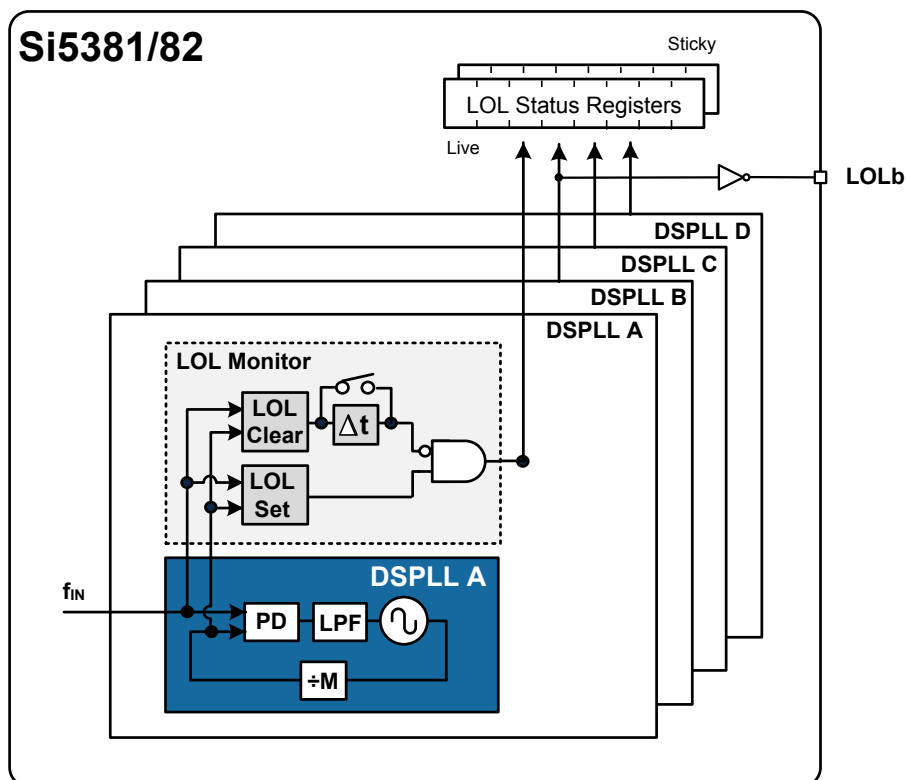 Si5381/82
Sticky
LOL Status Registers
Live
LOLb
DSPLL D
DSPLL C
DSPLL B
DSPLL A
LOL Monitor
LOL
Clear
Δt
LOL
Set
DSPLL A
fIN
PD
LPF
÷M